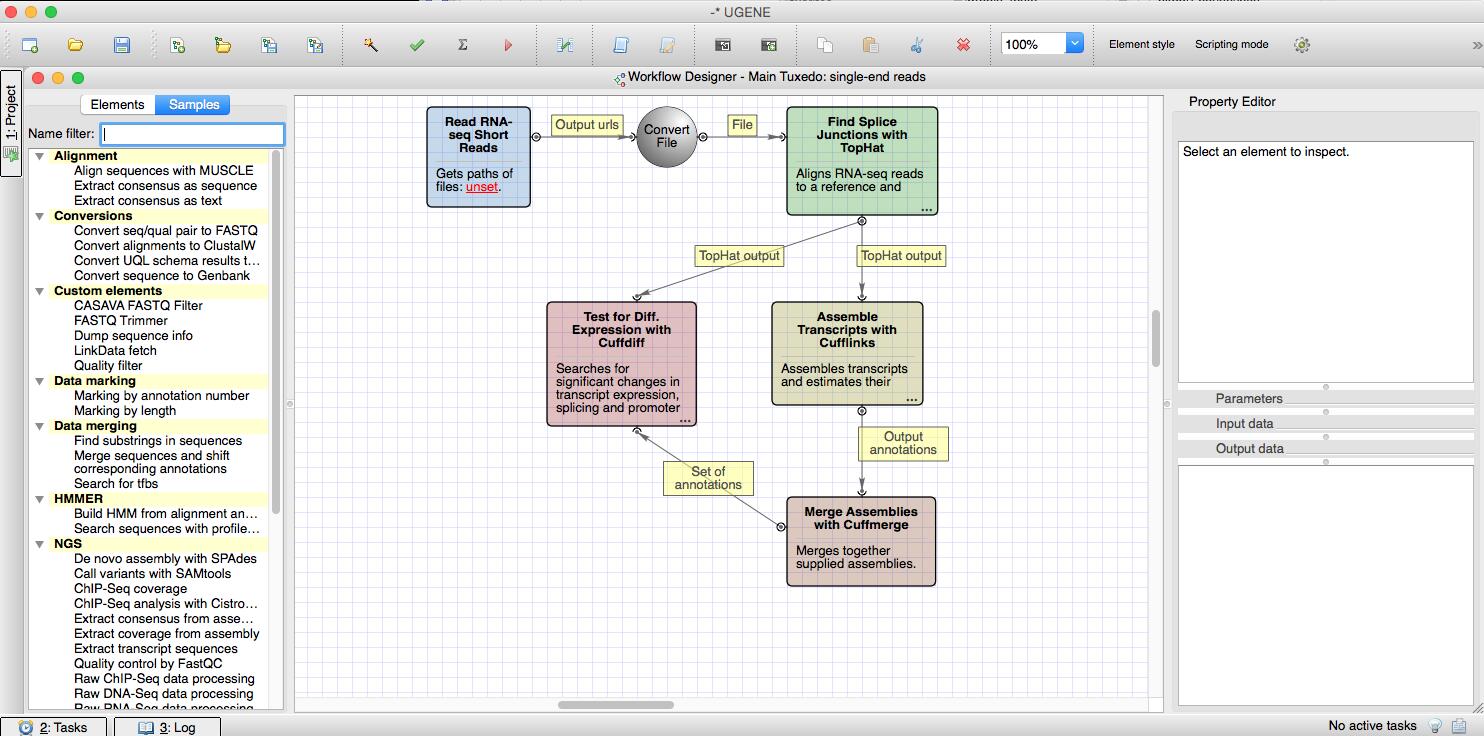 -* UGENE
100%
Element style
Scripting mode
»
1: Project
Workflow Designer - Main Tuxedo: single-end reads
Elements
Samples
Name filter:
Alignment
Align sequences with MUSCLE
Extract consensus as sequence
Extract consensus as text
Conversions
Convert seq/qual pair to FASTQ
Convert alignments to ClustalW
Convert UQL schema results t...
Convert sequence to Genbank
Custom elements
CASAVA FASTQ Filter
FASTQ Trimmer
Dump sequence info
LinkData fetch
Quality filter
Data marking
Marking by annotation number
Marking by length
Data merging
Find substrings in sequences
Merge sequences and shift
corresponding annotations
Search for tfbs
HMMER
Build HMM from alignment an...
Search sequences with profile...
NGS
De novo assembly with SPAdes
Call variants with SAMtools
ChIP-Seq coverage
ChIP-Seq analysis with Cistro...
Extract consensus from asse...
Extract coverage from assembly
Extract transcript sequences
Quality control by FastQC
Raw ChIP-Seq data processing
Raw DNA-Seq data processing
Raw RNA-Seq data processing
Read RNA-
seq Short
Reads
Gets paths of
files: unset.
Output urls
Convert
File
File
Find Splice
Junctions with
TopHat
Aligns RNA-seq reads
to a reference and
...
TopHat output
TopHat output
Test for Diff.
Expression with
Cuffdiff
Searches for
significant changes in
transcript expression,
splicing and promoter
...
Assemble
Transcripts with
Cufflinks
Assembles transcripts
and estimates their
...
Output
annotations
Set of
annotations
Merge Assemblies
with Cuffmerge
Merges together
supplied assemblies.
Property Editor
Select an element to inspect.
Parameters
Input data
Output data
2: Tasks
3: Log
No active tasks